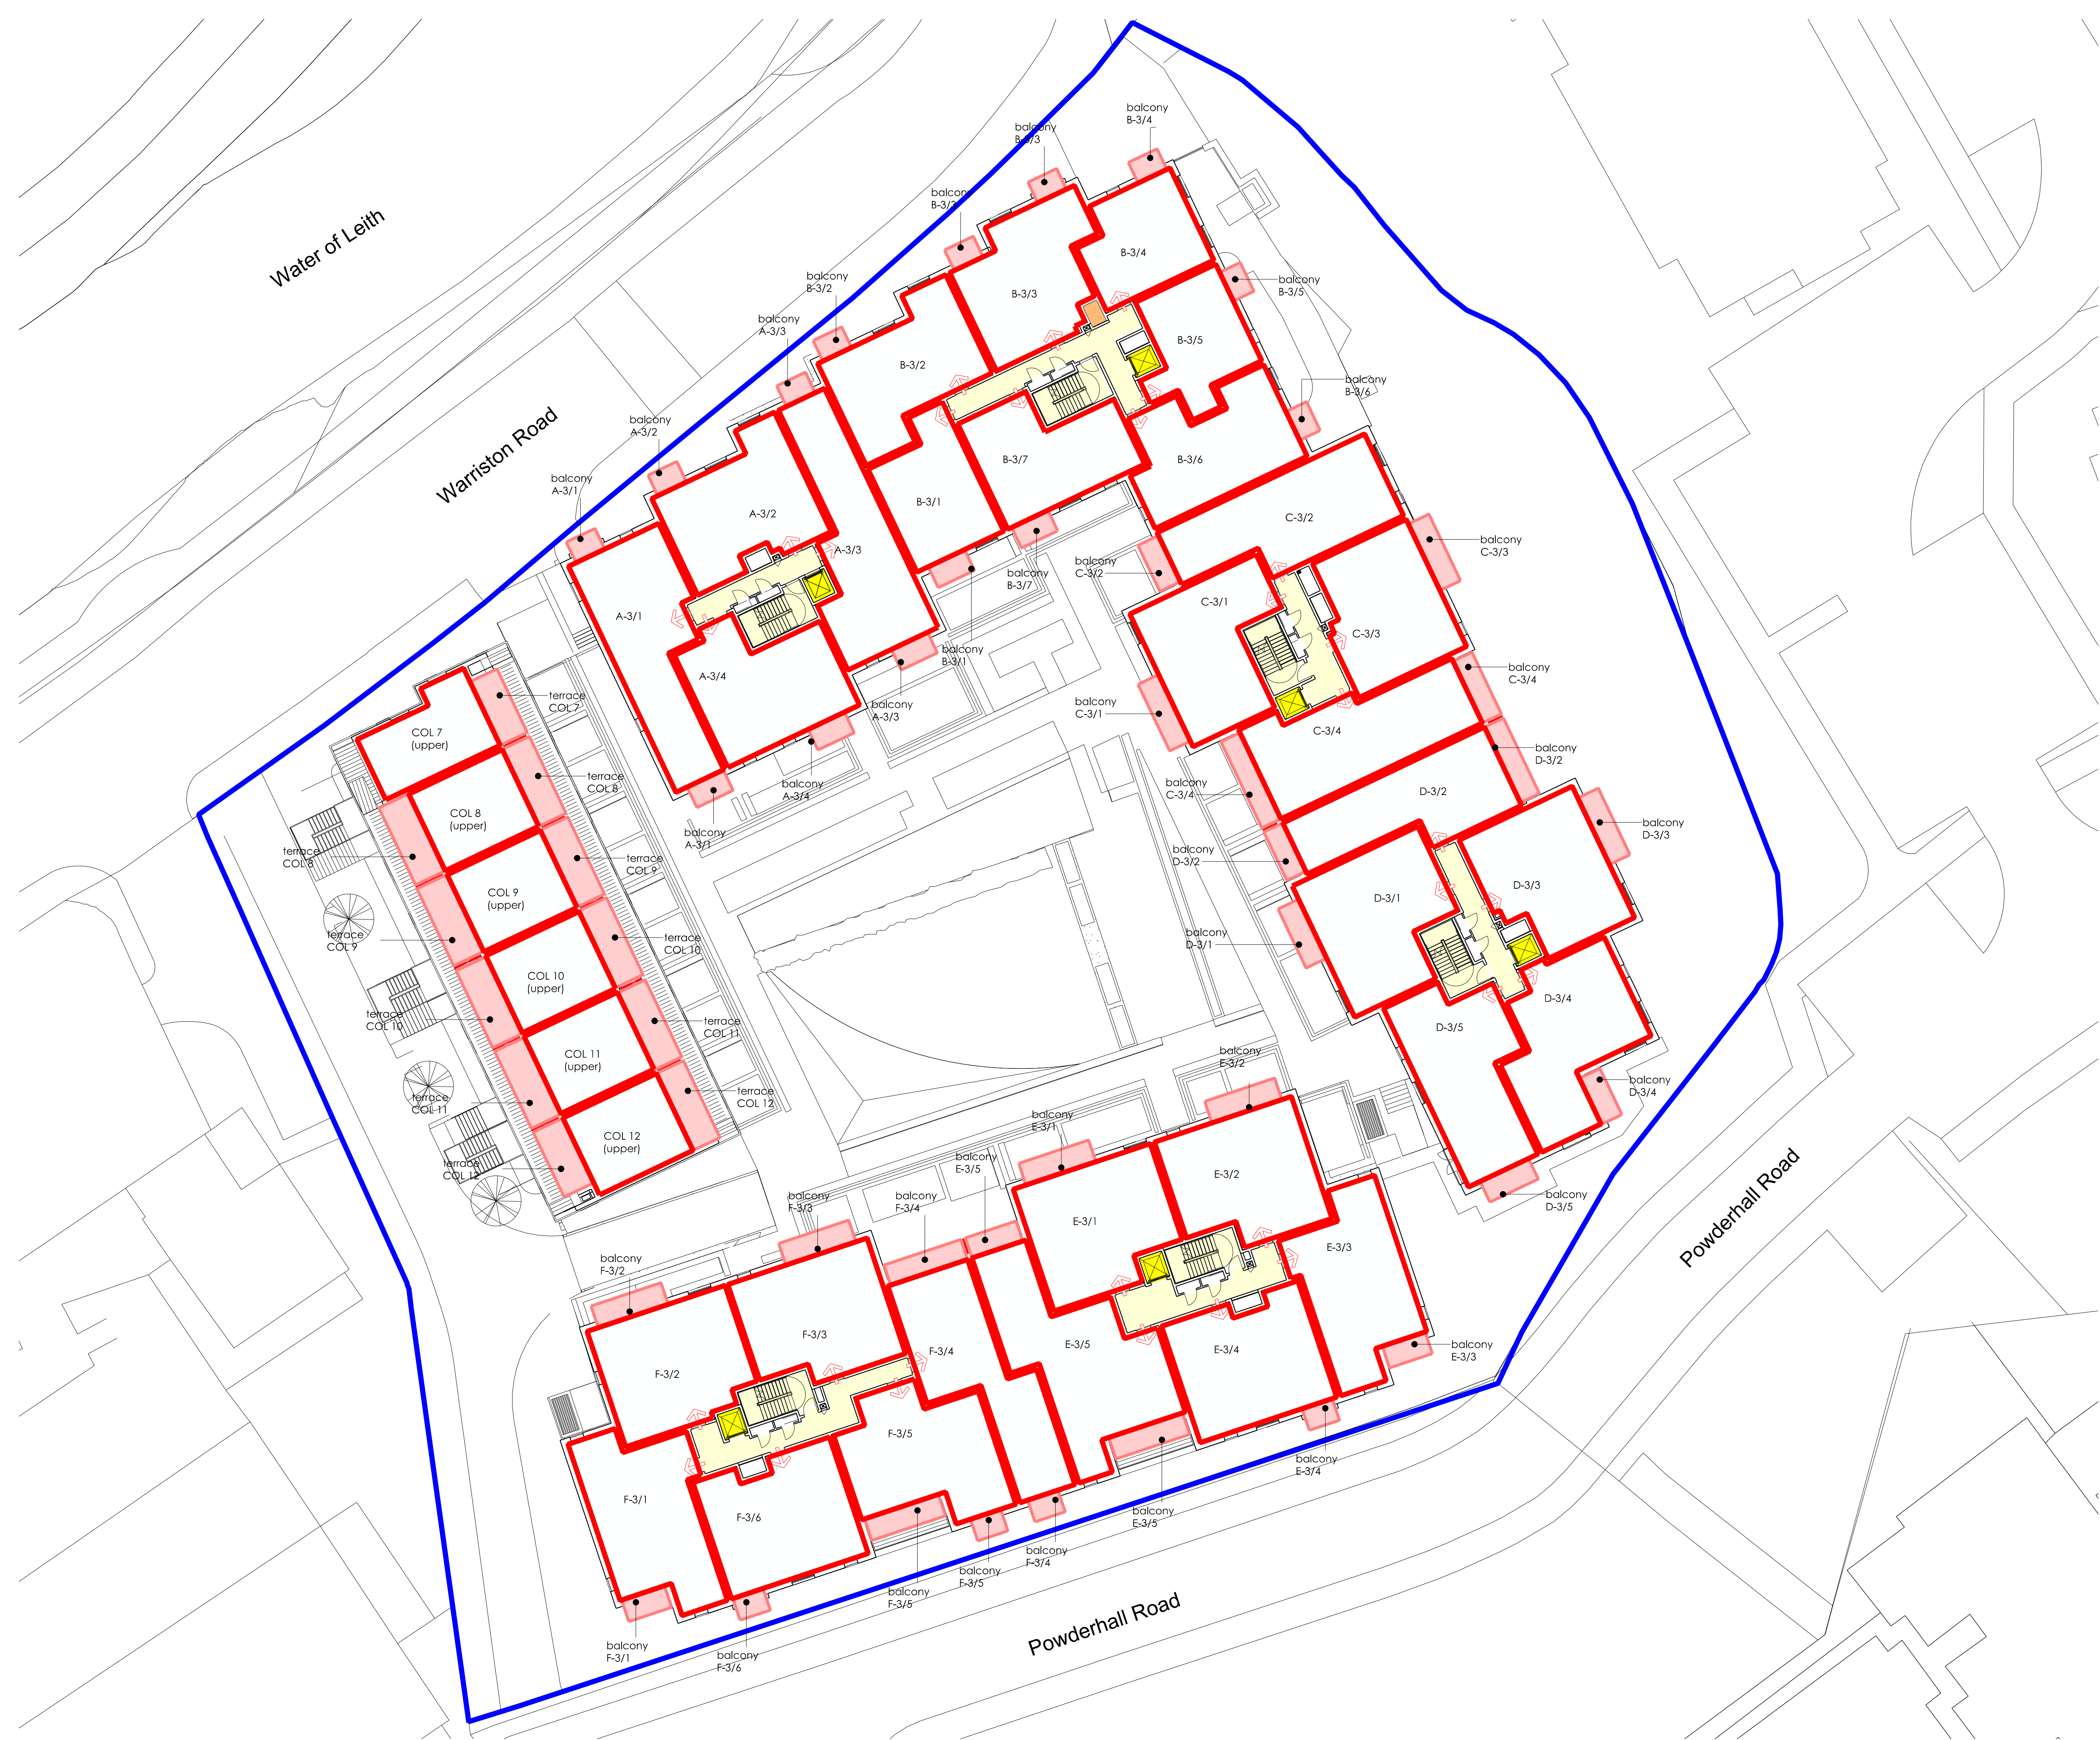 balcony
B-3/4
balcony
B-3/3
balcony
B-3/3
Water of Leith
B-3/4
balcony
B-3/2
balcony
B-3/5
B-3/3
balcony
A-3/3
B-3/5
B-3/2
balcony
B-3/6
balcony
A-3/2
Warriston Road
B-3/7
B-3/6
balcony
A-3/1
B-3/1
A-3/2
C-3/2
A-3/3
balcony
C-3/3
balcony
C-3/2
balcony
B-3/7
C-3/1
A-3/1
C-3/3
balcony
B-3/1
balcony
C-3/4
A-3/4
terrace
COL 7
balcony
A-3/3
balcony
C-3/1
COL 7
(upper)
C-3/4
balcony
D-3/2
terrace
COL 8
balcony
A-3/4
balcony
C-3/4
D-3/2
COL 8
(upper)
balcony
A-3/1
balcony
D-3/3
terrace
COL 8
terrace
COL 9
balcony
D-3/2
COL 9
(upper)
D-3/1
D-3/3
terrace
COL 9
terrace
COL 10
balcony
D-3/1
COL 10
(upper)
D-3/4
terrace
COL 10
terrace
COL 11
D-3/5
COL 11
(upper)
balcony
E-3/2
terrace
COL 11
terrace
COL 12
balcony
D-3/4
balcony
E-3/1
COL 12
(upper)
terrace
COL 12
balcony
E-3/5
E-3/2
Powderhall Road
balcony
F-3/3
balcony
F-3/4
balcony
D-3/5
E-3/1
E-3/3
balcony
F-3/2
F-3/3
F-3/4
E-3/5
E-3/4
balcony
E-3/3
F-3/2
F-3/5
balcony
E-3/4
F-3/1
F-3/6
balcony
E-3/5
balcony
F-3/4
balcony
F-3/5
balcony
F-3/5
Powderhall Road
balcony
F-3/1
balcony
F-3/6